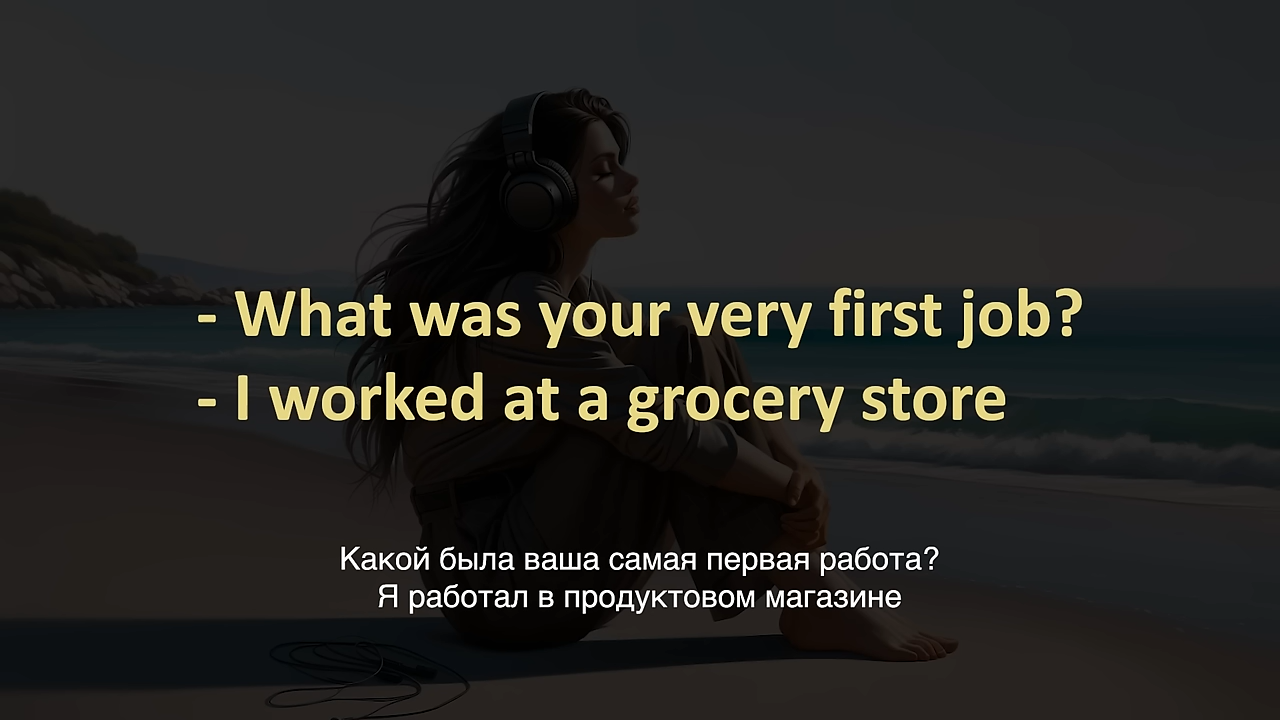 - What was your very first job?
- I worked at a grocery store
Какой была ваша самая первая работа?
Я работал в продуктовом магазине